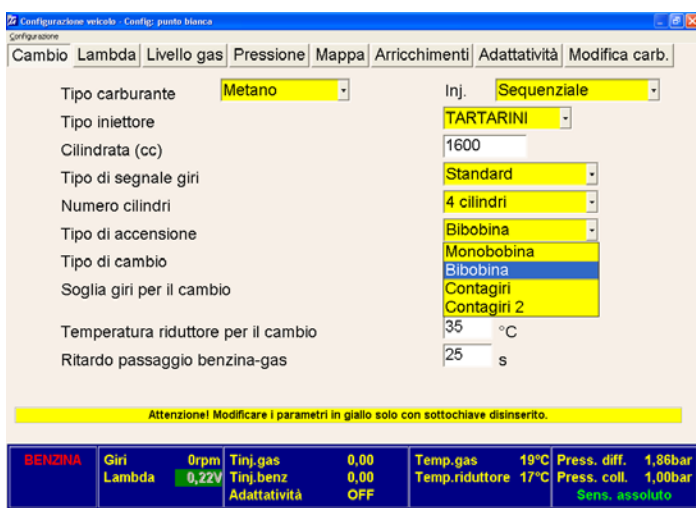 Configurazione veicolo - Config: punto bianca
Configurazione
Cambio Lambda Livello gas Pressione Mappa Arricchimenti Adattatività Modifica carb.
Tipo carburante Metano Inj. Sequenziale
Tipo iniettore TARTARINI
Cilindrata (cc) 1600
Tipo di segnale giri Standard
Numero cilindri 4 cilindri
Tipo di accensione Bibobina
Monobobina
Tipo di cambio Bibobina
Soglia giri per il cambio Contagiri
Contagiri 2
Temperatura riduttore per il cambio 35 °C
Ritardo passaggio benzina-gas 25 s
Attenzione! Modificare i parametri in giallo solo con sottochiave disinserito.
BENZINA Giri 0rpm Tinj.gas 0,00 Temp.gas 19°C Press. diff. 1,86bar
Lambda 0,22V Tinj.benz 0,00 Temp.riduttore 17°C Press. coll. 1,00bar
Adattatività OFF Sens. assoluto